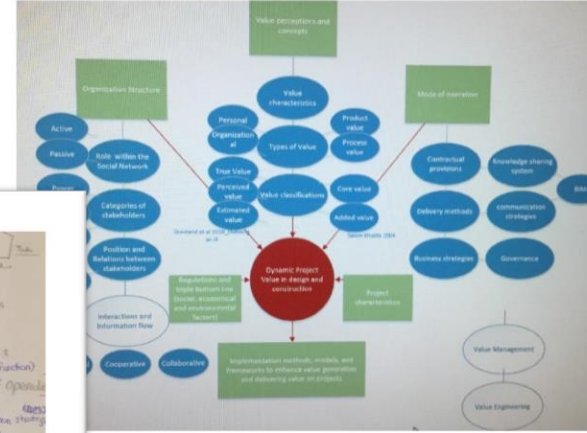 Value perceptions and
concepts
Organization Structure
Value
characteristics
Mode of operation
Active
Passive
Power
Role within the
Social Network
Categories of
stakeholders
Position and
Relations between
stakeholders
Interactions and
Information flow
Cooperative
Collaborative
Personal
Organization
al
Types of Value
Product
value
Process
value
True Value
Perceived
value
Estimated
value
Value classifications
Core value
Added value
Contractual
provisions
Knowledge sharing
system
Delivery methods
communication
strategies
Business strategies
Governance
Dynamic Project
Value in design and
construction
Regulations and
triple bottom line
(social, economical
and environmental
factors)
Project
characteristics
Implementation methods, models, and
frameworks to enhance value generation
and delivering value on projects
Value Management
Value Engineering